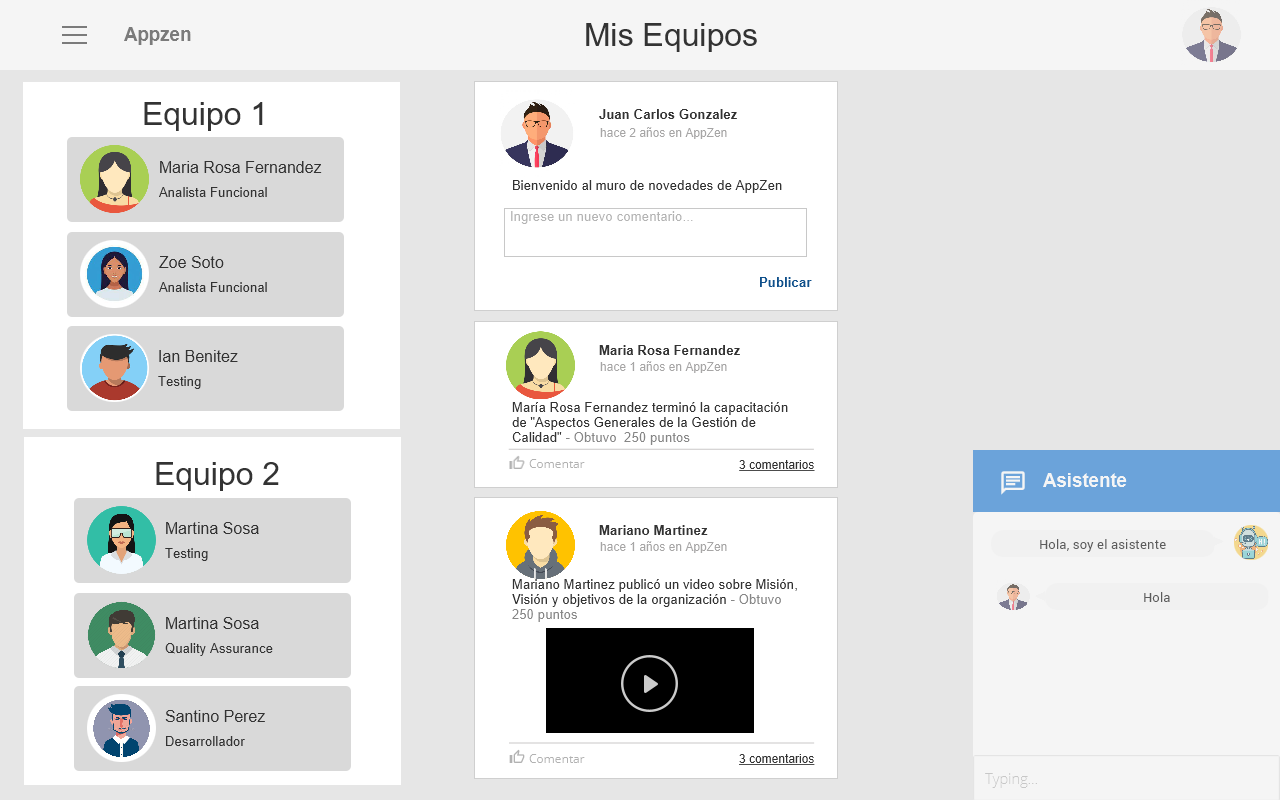 Appzen
Mis Equipos
Equipo 1
Maria Rosa Fernandez
Analista Funcional
Zoe Soto
Analista Funcional
Ian Benitez
Testing
Equipo 2
Martina Sosa
Testing
Martina Sosa
Quality Assurance
Santino Perez
Desarrollador
Juan Carlos Gonzalez
hace 2 años en AppZen
Bienvenido al muro de novedades de AppZen
Ingrese un nuevo comentario...
Publicar
Maria Rosa Fernandez
hace 1 años en AppZen
María Rosa Fernandez terminó la capacitación
de "Aspectos Generales de la Gestión de
Calidad" - Obtuvo 250 puntos
Comentar
3 comentarios
Mariano Martinez
hace 1 años en AppZen
Mariano Martinez publicó un video sobre Misión,
Visión y objetivos de la organización - Obtuvo
250 puntos
Comentar
3 comentarios
Asistente
Hola, soy el asistente
Hola
Typing...